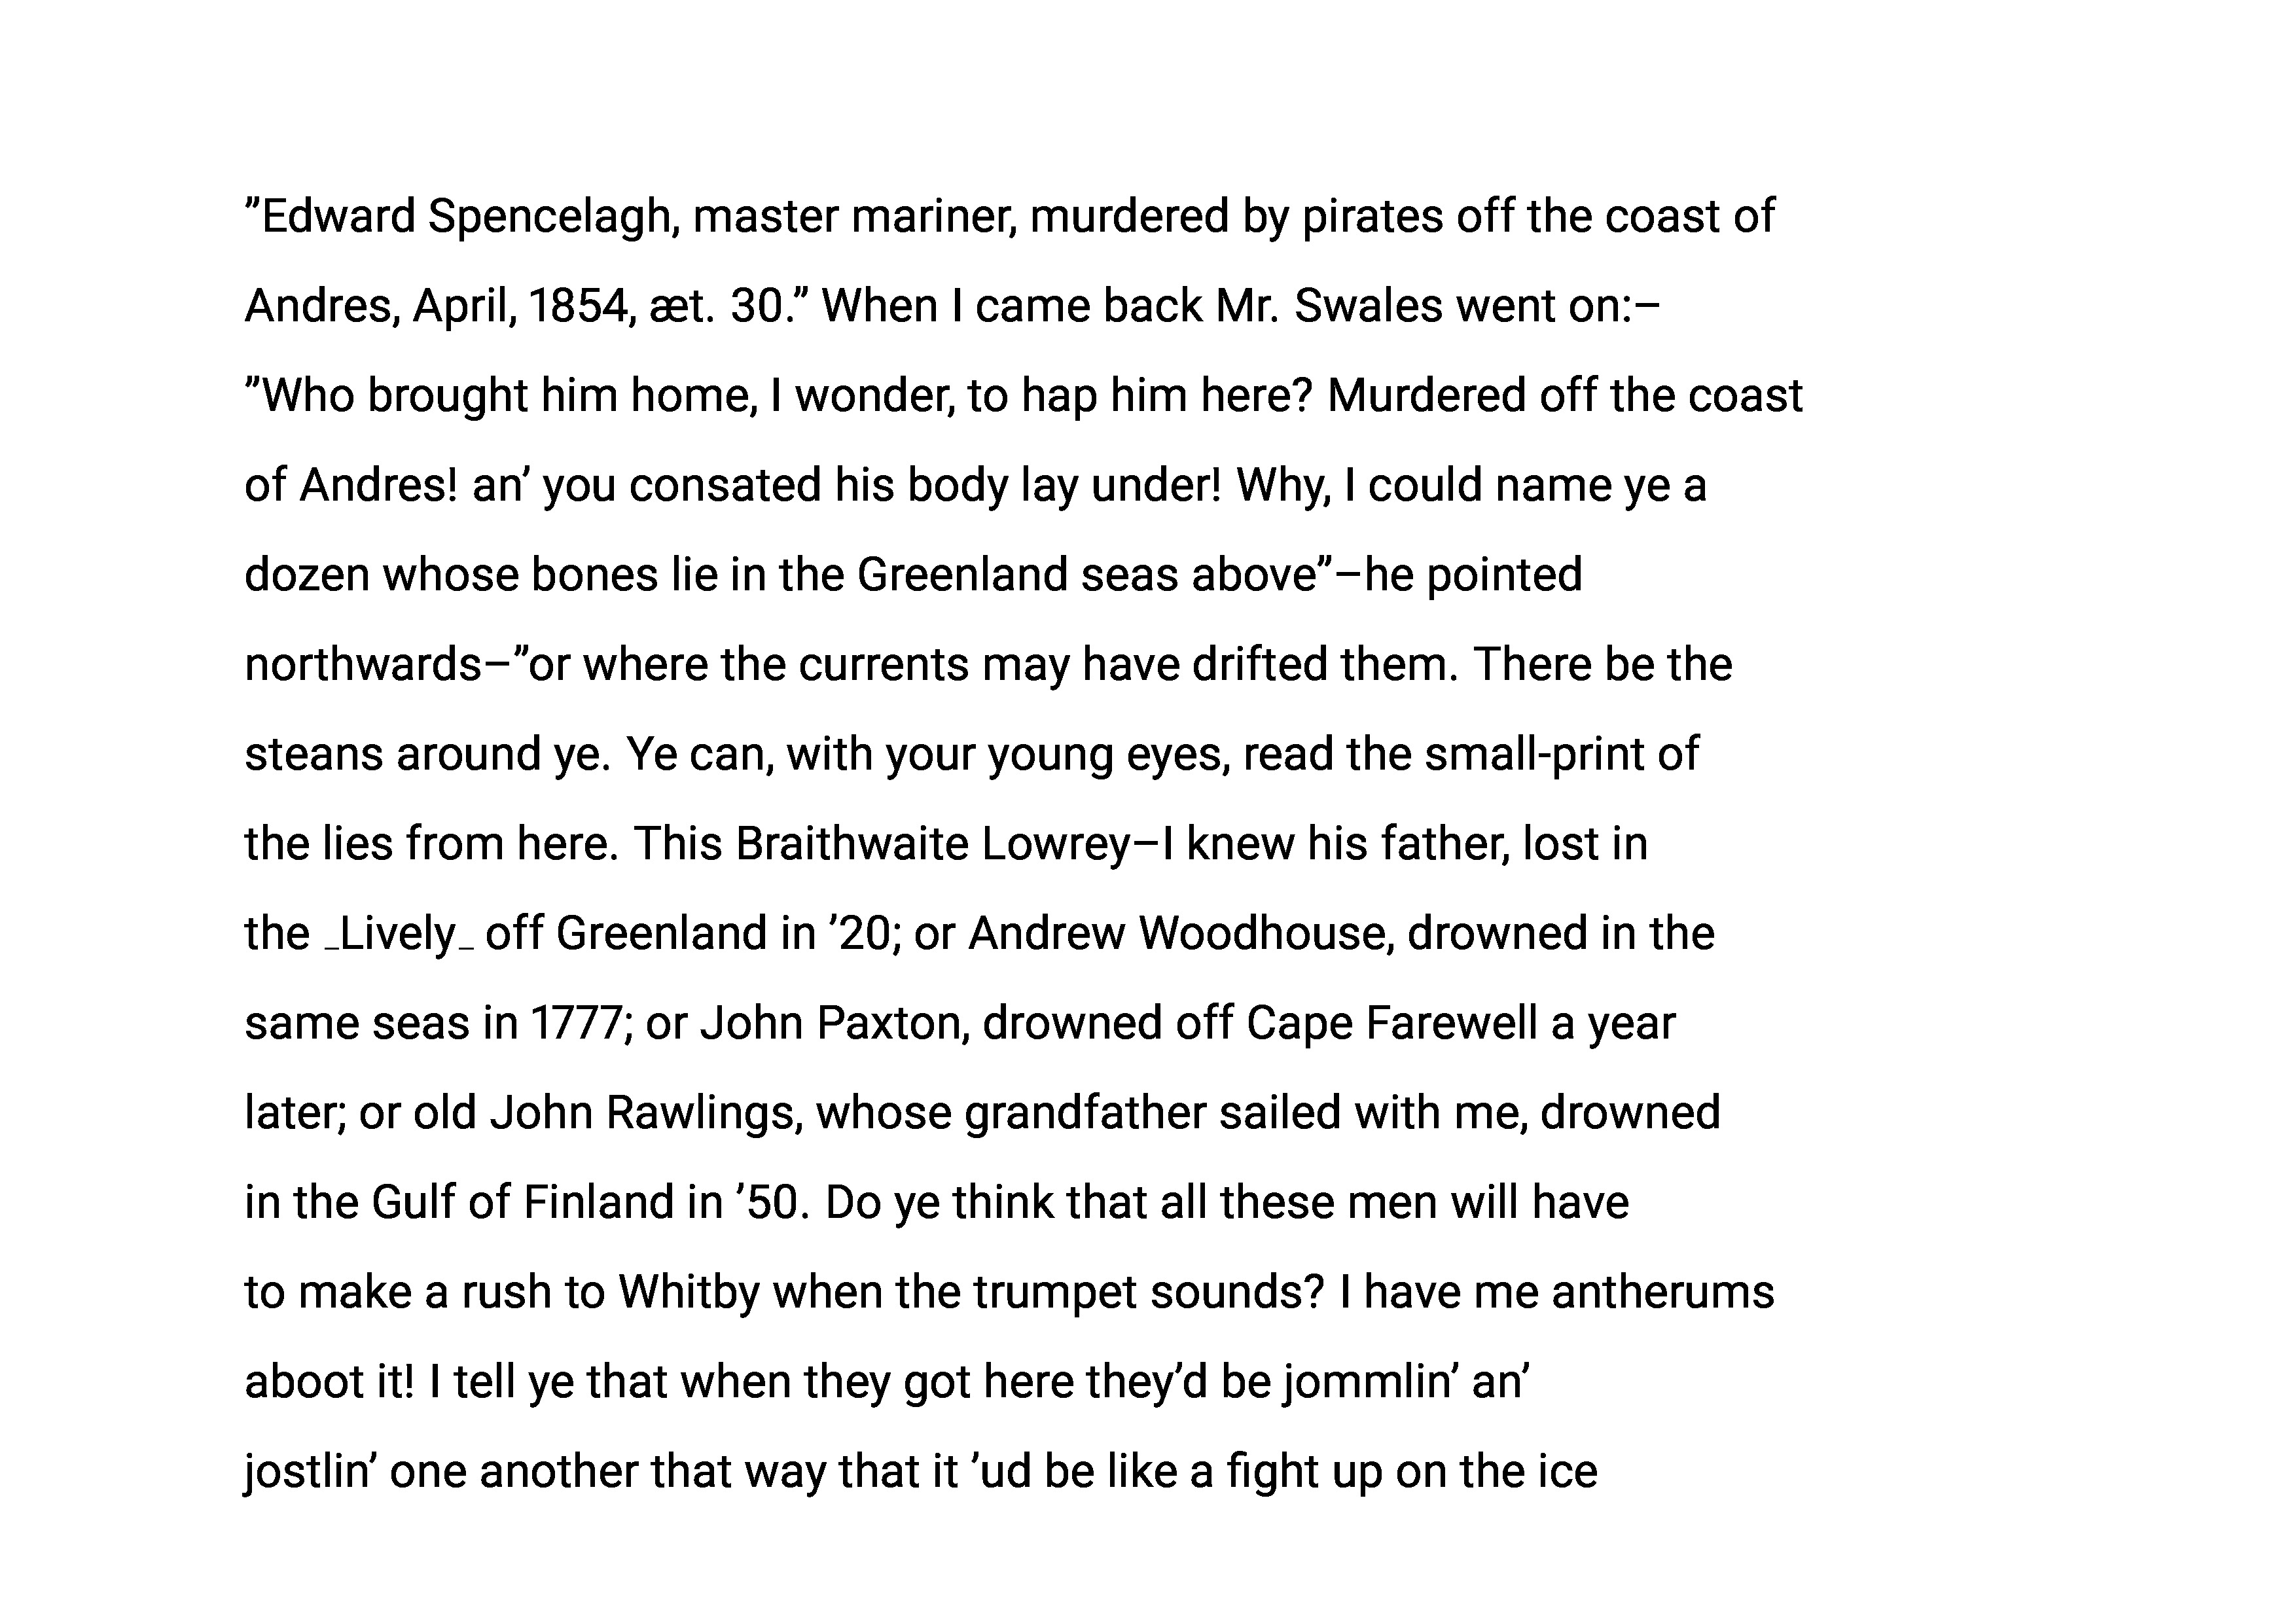 ”Edward Spencelagh, master mariner, murdered by pirates off the coast of
Andres, April, 1854, æt. 30.” When I came back Mr. Swales went on:–
”Who brought him home, I wonder, to hap him here? Murdered off the coast
of Andres! an’ you consated his body lay under! Why, I could name ye a
dozen whose bones lie in the Greenland seas above”–he pointed
northwards–”or where the currents may have drifted them. There be the
steans around ye. Ye can, with your young eyes, read the small-print of
the lies from here. This Braithwaite Lowrey–I knew his father, lost in
the _Lively_ off Greenland in ’20; or Andrew Woodhouse, drowned in the
same seas in 1777; or John Paxton, drowned off Cape Farewell a year
later; or old John Rawlings, whose grandfather sailed with me, drowned
in the Gulf of Finland in ’50. Do ye think that all these men will have
to make a rush to Whitby when the trumpet sounds? I have me antherums
aboot it! I tell ye that when they got here they’d be jommlin’ an’
jostlin’ one another that way that it ’ud be like a fight up on the ice